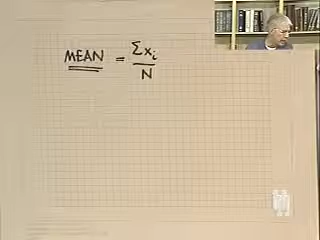 MEAN = Σxᵢ / N